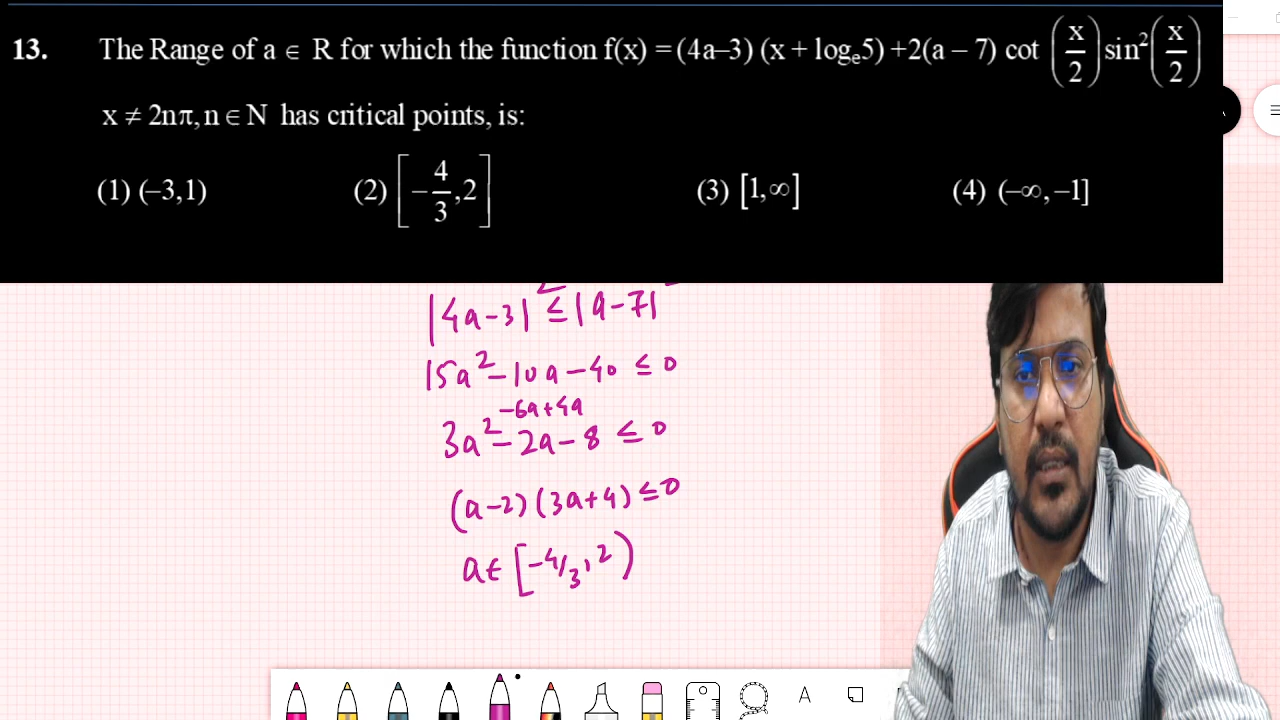 13. The Range of a ∈ R for which the function f(x) = (4a–3) (x + logₑ5) +2(a – 7) cot (x/2) sin²(x/2)
x ≠ 2nπ, n ∈ N has critical points, is:
(1) (–3,1) (2) [–4/3,2] (3) [1,∞] (4) (–∞,–1]
|4a-3|² ≤ |a-7|²
15a² - 10a - 40 ≤ 0
-6a+4a
3a² - 2a - 8 ≤ 0
(a-2)(3a+4) ≤ 0
a∈ [-4/3, 2)
A